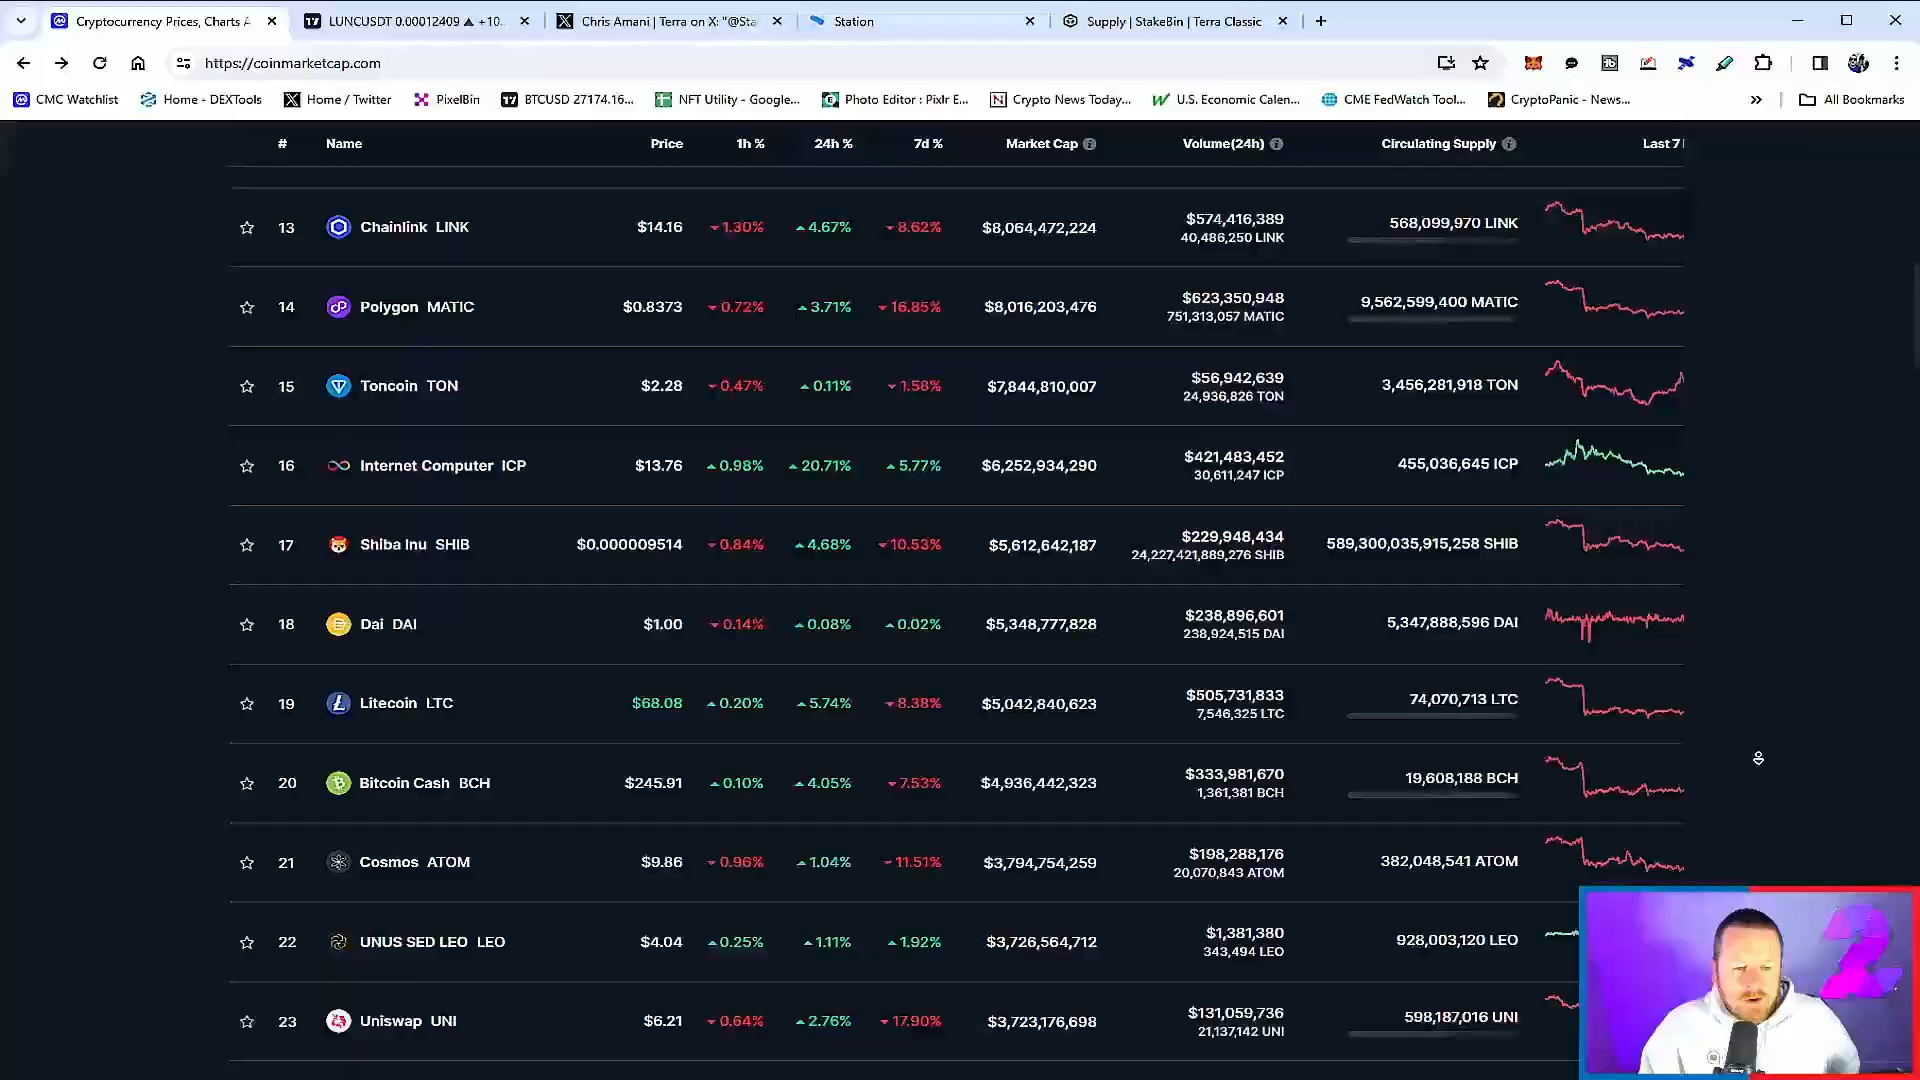 Cryptocurrency Prices, Charts A
LUNCUSDT 0.00012409 ▲ +10...
Chris Amani | Terra on X: "@Sta
Station
Supply | StakeBin | Terra Classic
https://coinmarketcap.com
CMC Watchlist
Home - DEXTools
Home / Twitter
PixelBin
BTCUSD 27174.16...
NFT Utility - Google...
Photo Editor : Pixlr E...
Crypto News Today...
U.S. Economic Calen...
CME FedWatch Tool...
CryptoPanic - News...
All Bookmarks
# Name Price 1h % 24h % 7d % Market Cap Volume(24h) Circulating Supply Last 7
13 Chainlink LINK $14.16 1.30% 4.67% 8.62% $8,064,472,224 $574,416,389 568,099,970 LINK
40,486,250 LINK
14 Polygon MATIC $0.8373 0.72% 3.71% 16.85% $8,016,203,476 $623,350,948 9,562,599,400 MATIC
751,313,057 MATIC
15 Toncoin TON $2.28 0.47% 0.11% 1.58% $7,844,810,007 $56,942,639 3,456,281,918 TON
24,936,826 TON
16 Internet Computer ICP $13.76 0.98% 20.71% 5.77% $6,252,934,290 $421,483,452 455,036,645 ICP
30,611,247 ICP
17 Shiba Inu SHIB $0.000009514 0.84% 4.68% 10.53% $5,612,642,187 $229,948,434 589,300,035,915,258 SHIB
24,227,421,889,276 SHIB
18 Dai DAI $1.00 0.14% 0.08% 0.02% $5,348,777,828 $238,896,601 5,347,888,596 DAI
238,924,515 DAI
19 Litecoin LTC $68.08 0.20% 5.74% 8.38% $5,042,840,623 $505,731,833 74,070,713 LTC
7,546,325 LTC
20 Bitcoin Cash BCH $245.91 0.10% 4.05% 7.53% $4,936,442,323 $333,981,670 19,608,188 BCH
1,361,381 BCH
21 Cosmos ATOM $9.86 0.96% 1.04% 11.51% $3,794,754,259 $198,288,176 382,048,541 ATOM
20,070,843 ATOM
22 UNUS SED LEO LEO $4.04 0.25% 1.11% 1.92% $3,726,564,712 $1,381,380 928,003,120 LEO
343,494 LEO
23 Uniswap UNI $6.21 0.64% 2.76% 17.90% $3,723,176,698 $131,059,736 598,187,016 UNI
21,137,142 UNI